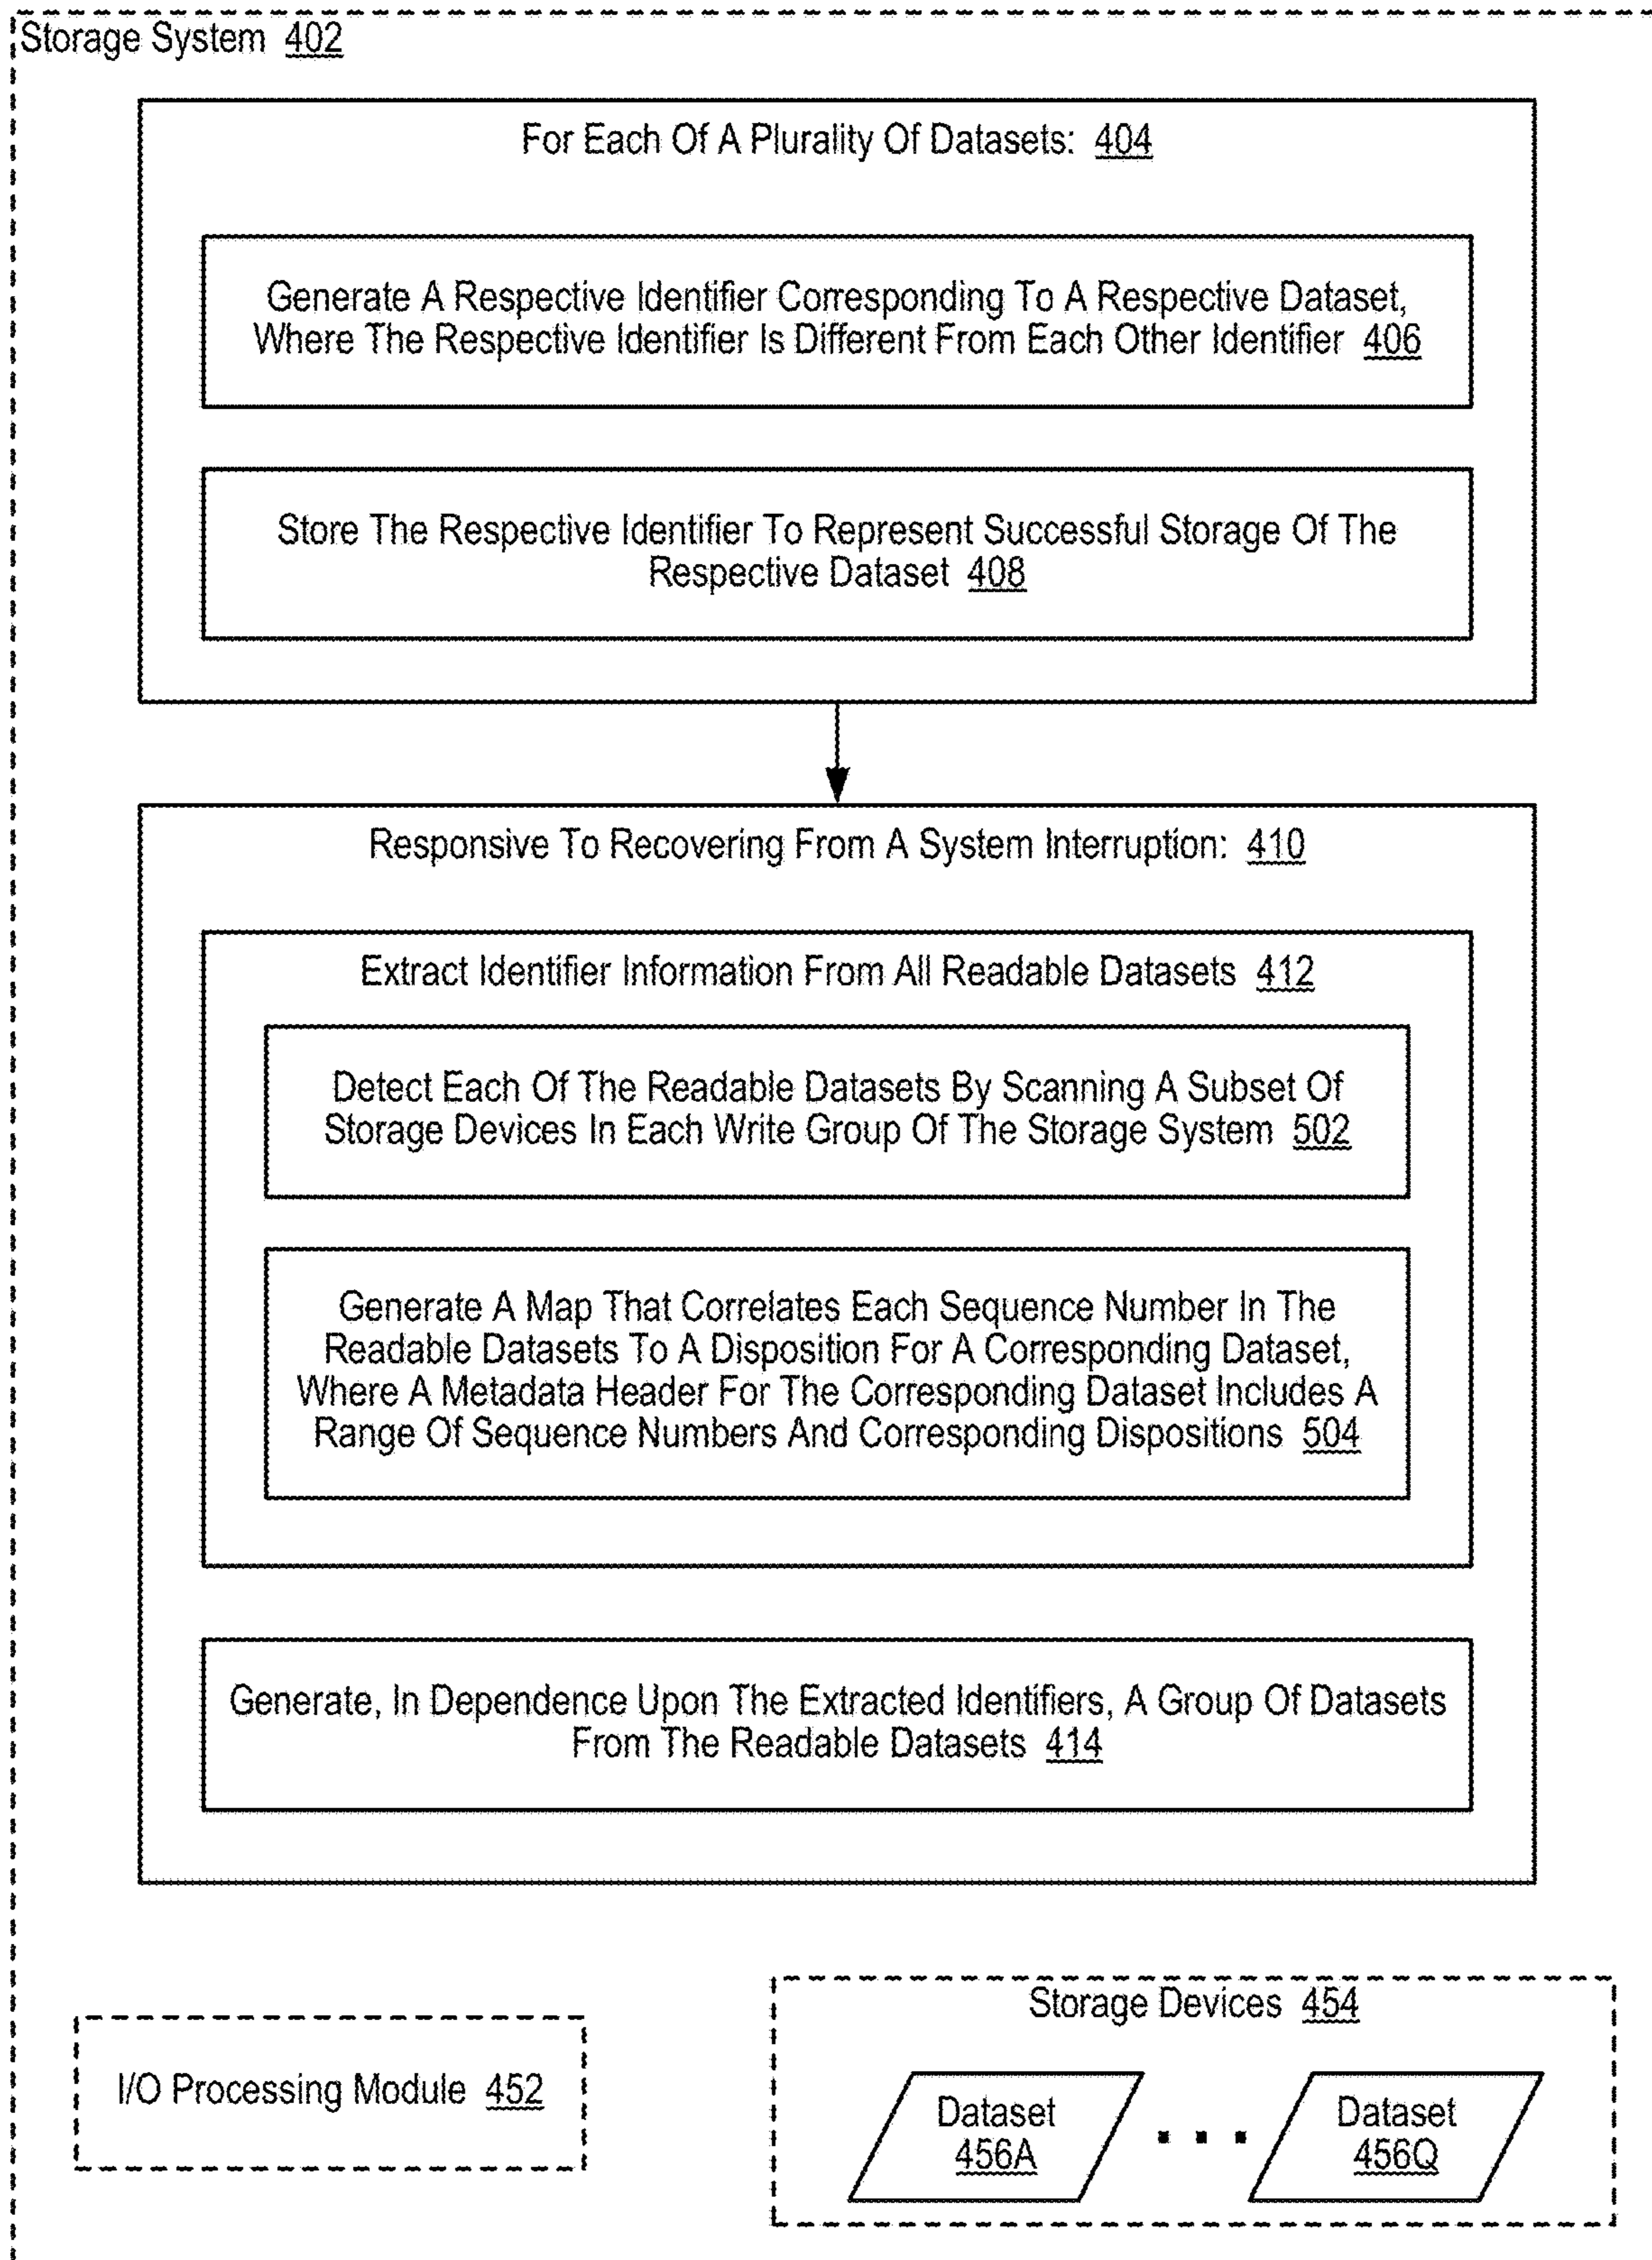 Storage System 402
For Each Of A Plurality Of Datasets: 404
Generate A Respective Identifier Corresponding To A Respective Dataset,
Where The Respective Identifier Is Different From Each Other Identifier 406
Store The Respective Identifier To Represent Successful Storage Of The
Respective Dataset 408
Responsive To Recovering From A System Interruption: 410
Extract Identifier Information From All Readable Datasets 412
Detect Each Of The Readable Datasets By Scanning A Subset Of
Storage Devices In Each Write Group Of The Storage System 502
Generate A Map That Correlates Each Sequence Number In The
Readable Datasets To A Disposition For A Corresponding Dataset,
Where A Metadata Header For The Corresponding Dataset Includes A
Range Of Sequence Numbers And Corresponding Dispositions 504
Generate, In Dependence Upon The Extracted Identifiers, A Group Of Datasets
From The Readable Datasets 414
I/O Processing Module 452
Storage Devices 454
Dataset
456A
Dataset
456Q